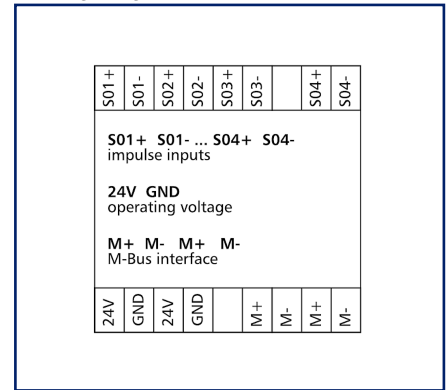 S01+ S01- S02+ S02- S03+ S03- S04+ S04-
S01+ S01- ... S04+ S04-
impulse inputs
24V GND
operating voltage
M+ M- M+ M-
M-Bus interface
24V GND 24V GND M+ M- M+ M-